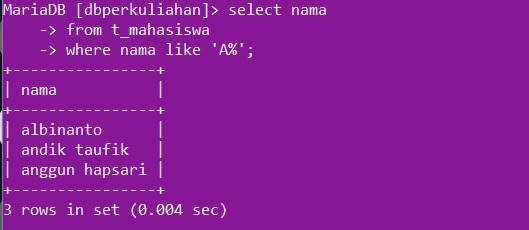 MariaDB [dbperkuliahan]> select nama
    -> from t_mahasiswa
    -> where nama like 'A%';
+----------------+
| nama           |
+----------------+
| albinanto      |
| andik taufik   |
| anggun hapsari |
+----------------+
3 rows in set (0.004 sec)